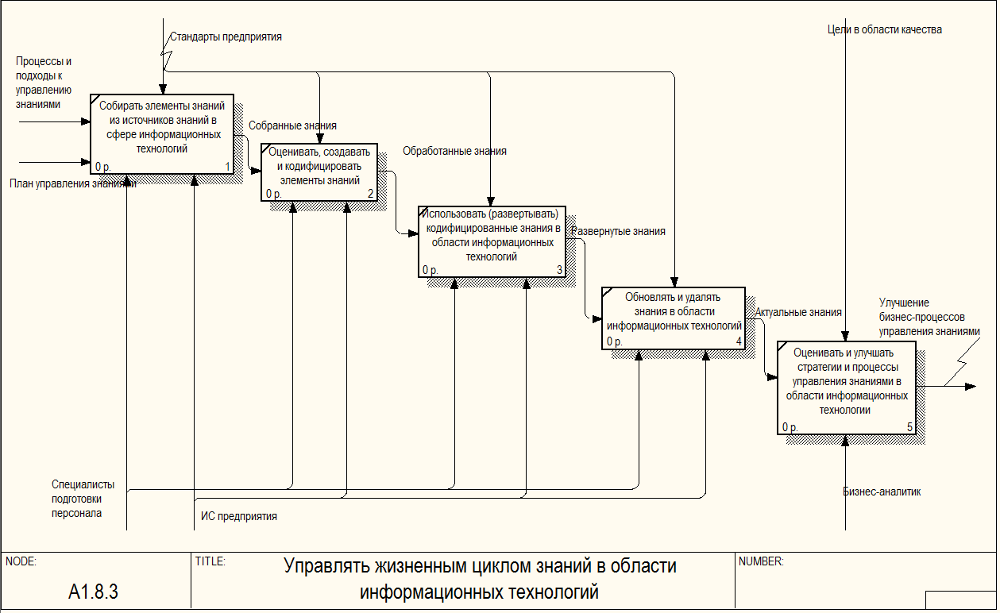 Стандарты предприятия
Цели в области качества
Процессы и
подходы к
управлению
знаниями
План управления знаниями
Собирать элементы знаний
из источников знаний в
сфере информационных
технологий
0 р. 1
Собранные знания
Оценивать, создавать
и кодифицировать
элементы знаний
0 р. 2
Обработанные знания
Использовать (развертывать)
кодифицированные знания в
области информационных
технологий
0 р. 3
Развернутые знания
Обновлять и удалять
знания в области
информационных технологий
0 р. 4
Актуальные знания
Оценивать и улучшать
стратегии и процессы
управления знаниями в
области информационных
технологии
0 р. 5
Улучшение
бизнес-процессов
управления знаниями
Специалисты
подготовки
персонала
ИС предприятия
Бизнес-аналитик
NODE:
A1.8.3
TITLE:
Управлять жизненным циклом знаний в области
информационных технологий
NUMBER: